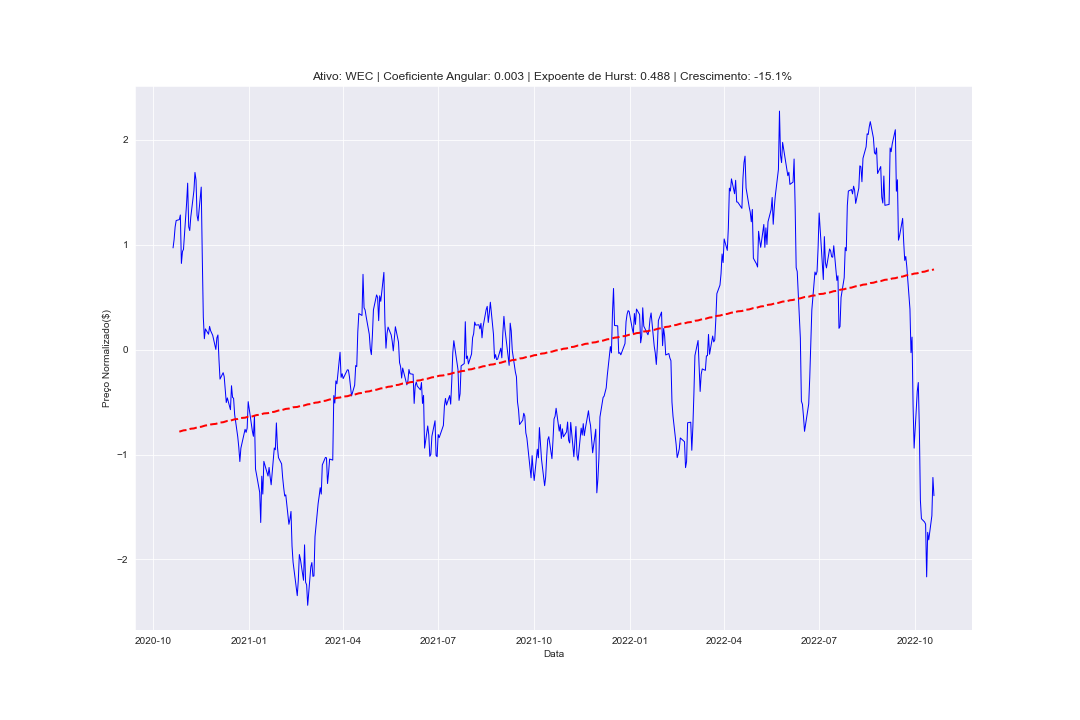 Ativo: WEC | Coeficiente Angular: 0.003 | Expoente de Hurst: 0.488 | Crescimento: -15.1%
Preço Normalizado($)
2
1
0
−1
−2
2020-10 2021-01 2021-04 2021-07 2021-10 2022-01 2022-04 2022-07 2022-10
Data